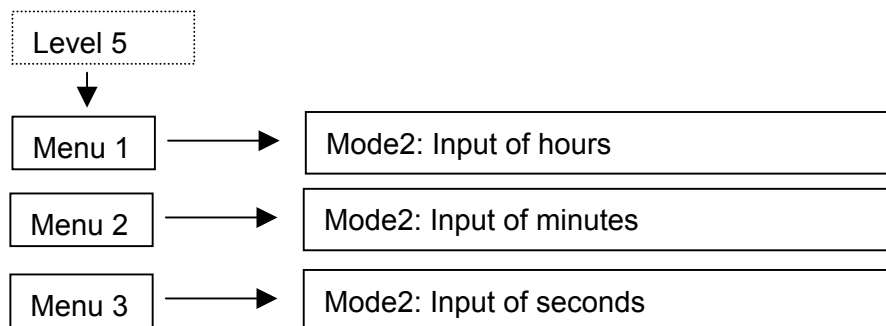 Level 5
Menu 1 Mode2: Input of hours
Menu 2 Mode2: Input of minutes
Menu 3 Mode2: Input of seconds